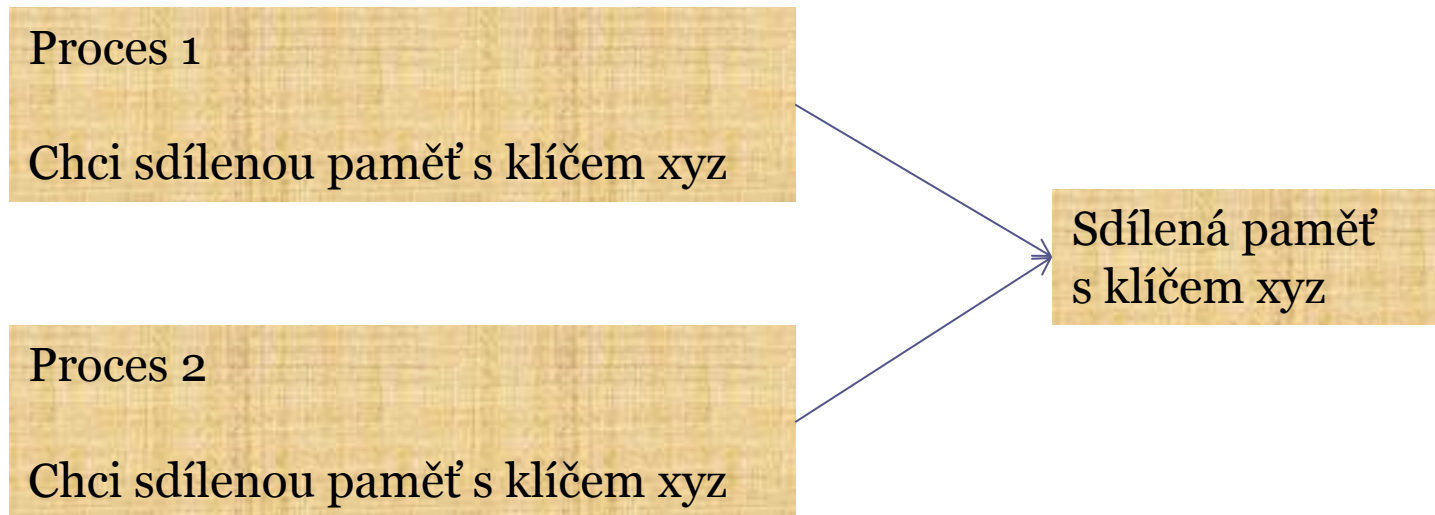 Proces 1
Chci sdílenou paměť s klíčem xyz
Sdílená paměť
s klíčem xyz
Proces 2
Chci sdílenou paměť s klíčem xyz